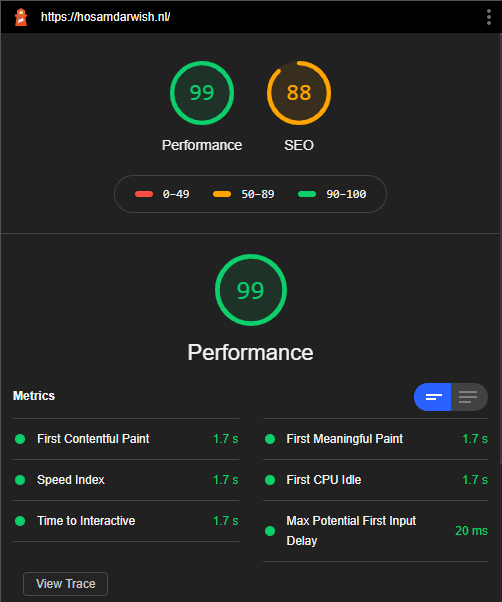 https://hosamdarwish.nl/
99 88
Performance SEO
0–49 50–89 90–100
99
Performance
Metrics
First Contentful Paint 1.7 s
First Meaningful Paint 1.7 s
Speed Index 1.7 s
First CPU Idle 1.7 s
Time to Interactive 1.7 s
Max Potential First Input
Delay 20 ms
View Trace